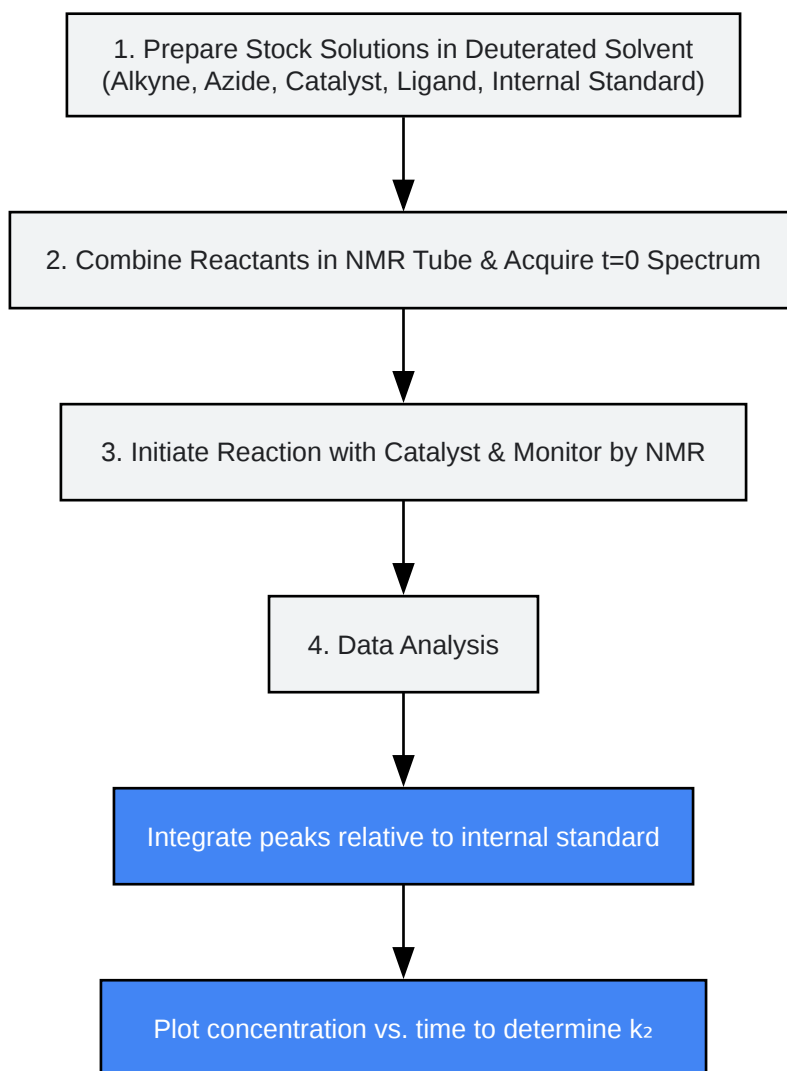 1. Prepare Stock Solutions in Deuterated Solvent
(Alkyne, Azide, Catalyst, Ligand, Internal Standard)
2. Combine Reactants in NMR Tube & Acquire t=0 Spectrum
3. Initiate Reaction with Catalyst & Monitor by NMR
4. Data Analysis
Integrate peaks relative to internal standard
Plot concentration vs. time to determine k₂